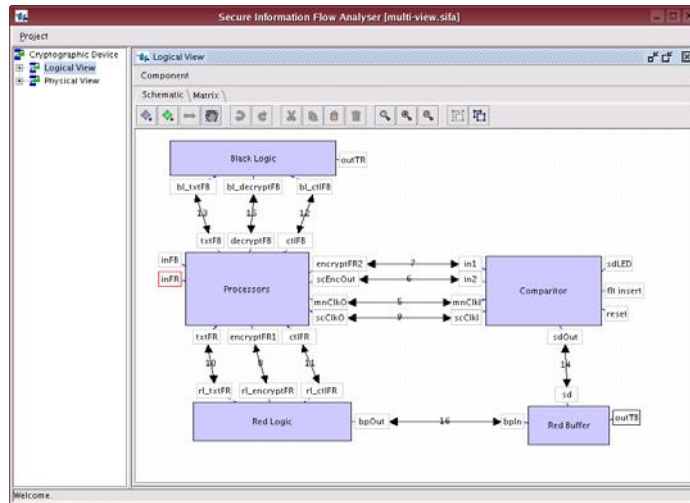 Secure Information Flow Analyser [multi-view.sifa]
Project
Cryptographic Device
Logical View
Physical View
Logical View
Component
Schematic Matrix
Black Logic
outTR
bl_txtFB bl_decryptFB bl_ctlFB
13 15 12
txtFB decryptFB ctlFB
inFB
inFR
Processors
encryptFR2 7 in1
scEncOut 6 in2
mnClkO 5 mnClkI
scClkO 9 scClkI
Comparitor
sdLED
flt insert
reset
txtFR encryptFR1 ctlFR
sdOut
10 11
14
rl_txtFR rl_encryptFR rl_ctlFR
sd
Red Logic
bpOut 16 bpIn
Red Buffer
outTB
Welcome.